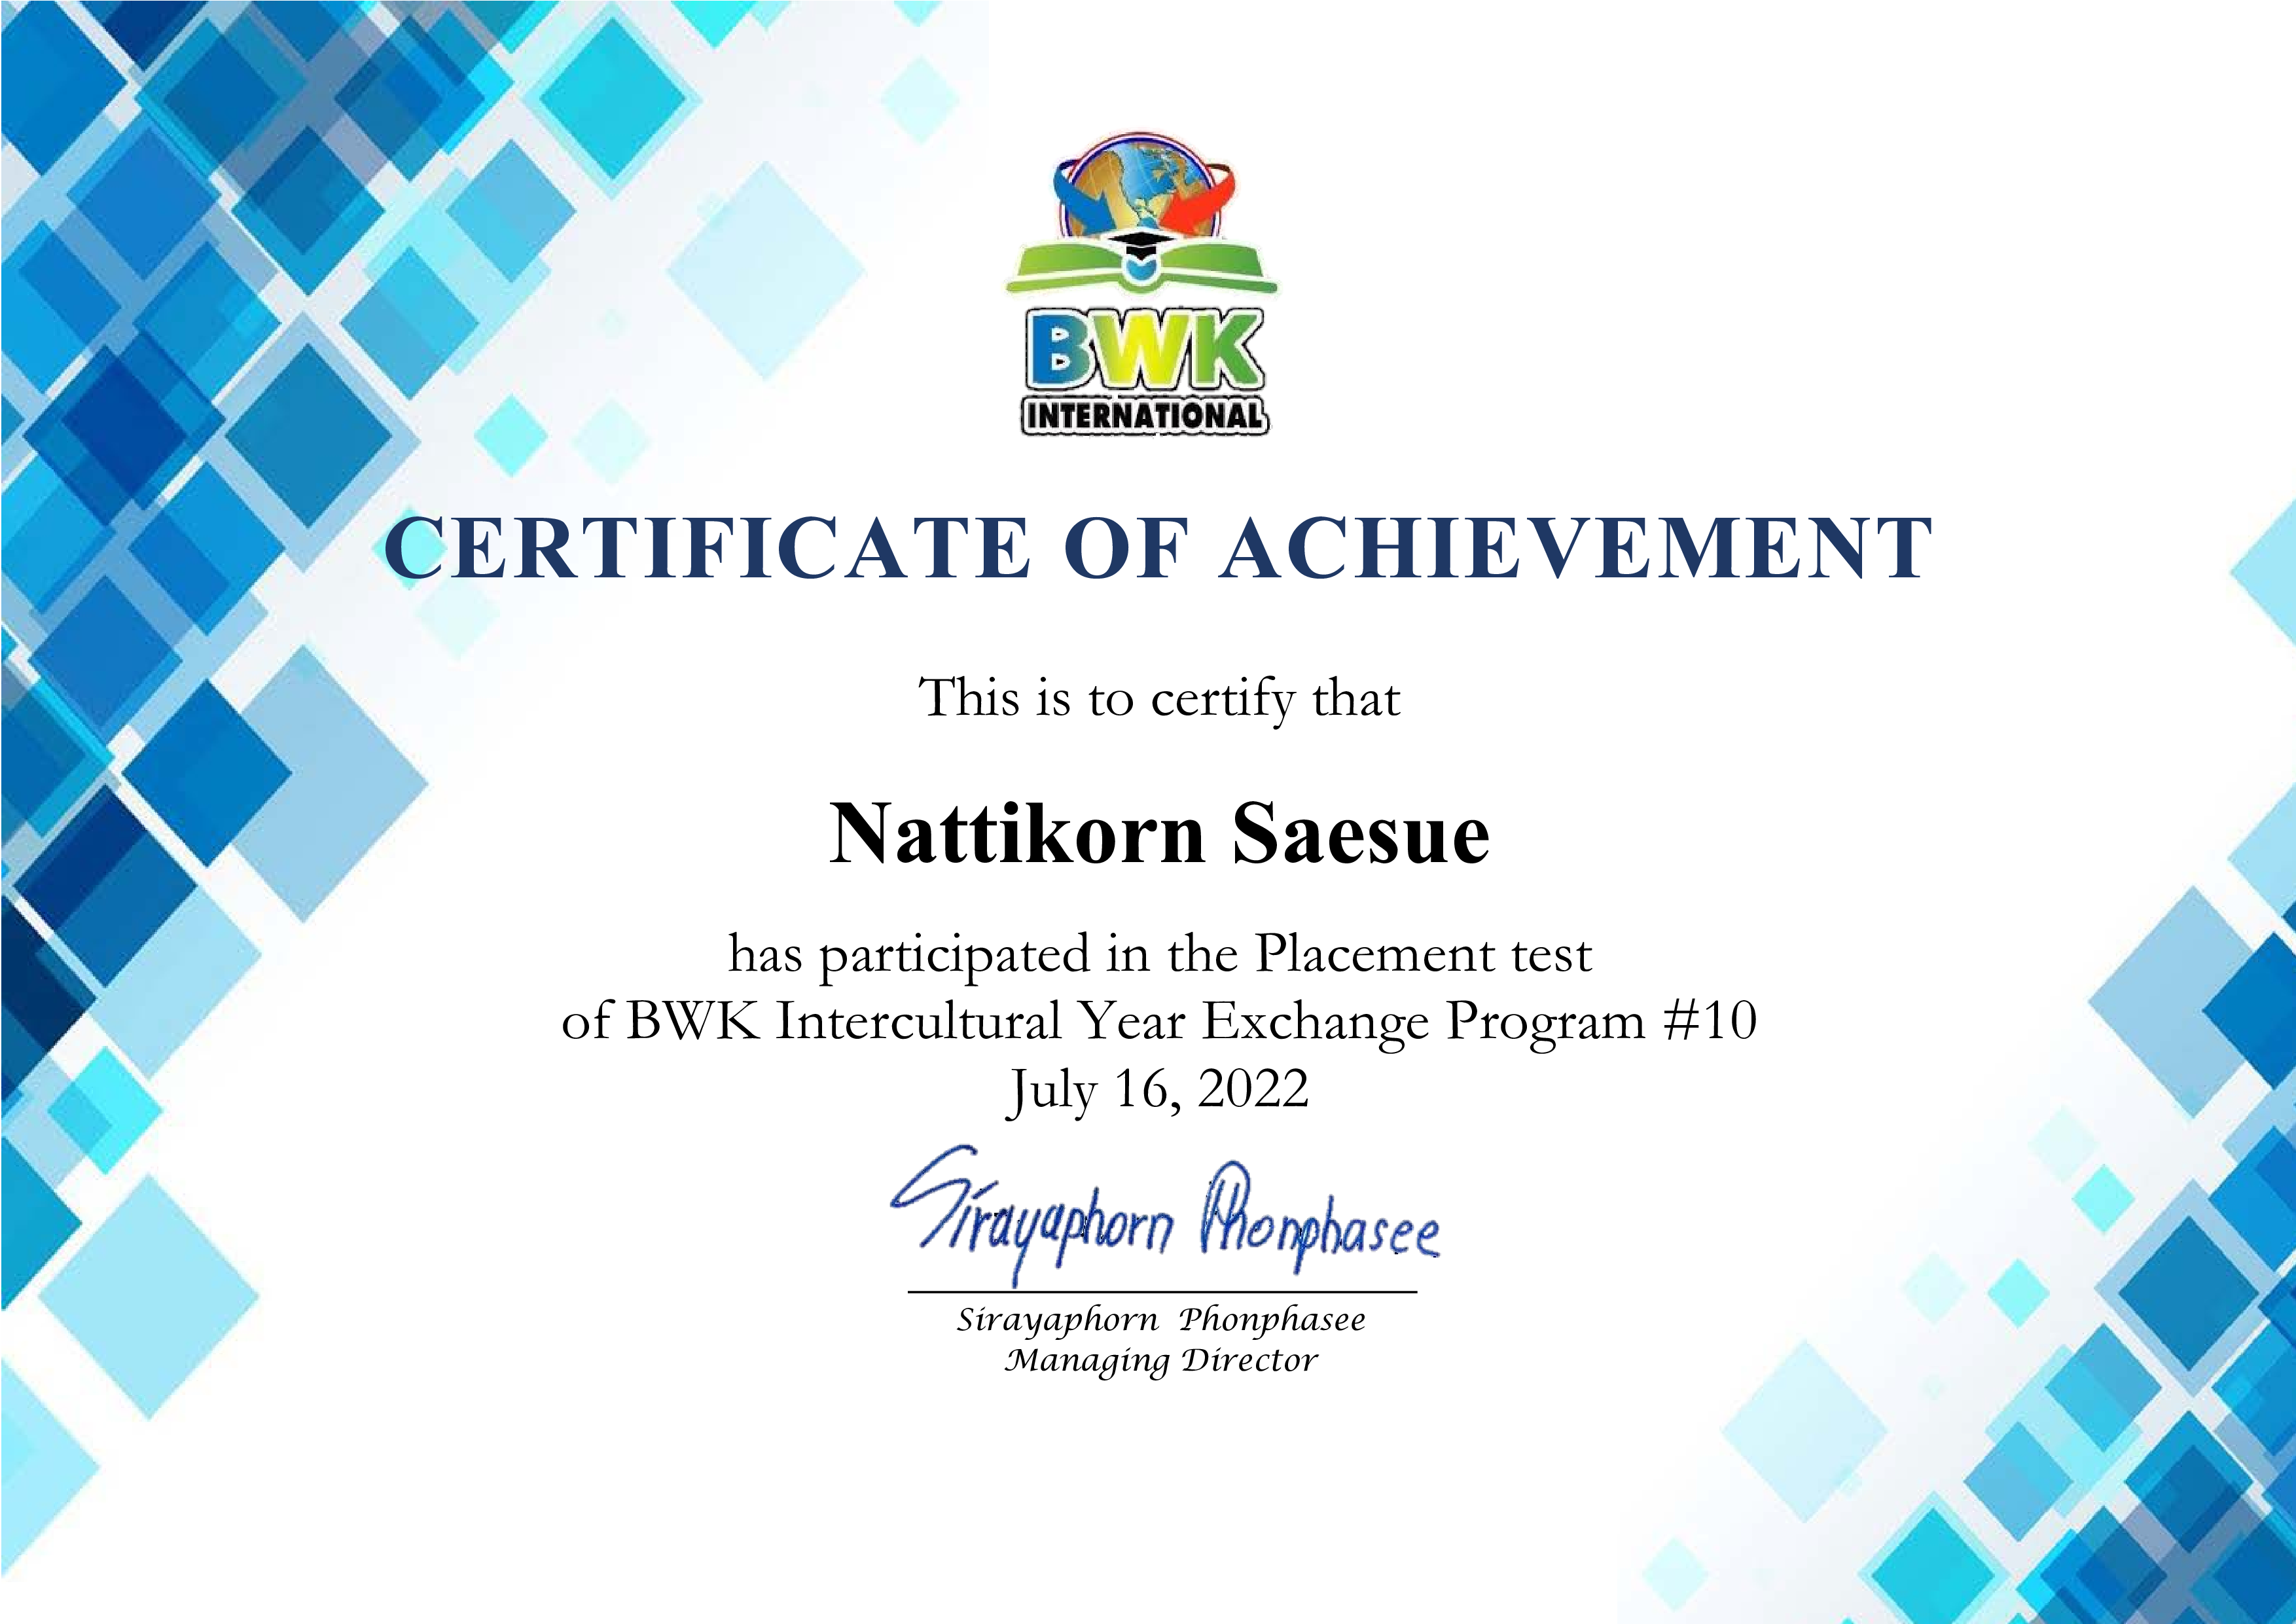 BWK
INTERNATIONAL
CERTIFICATE OF ACHIEVEMENT
This is to certify that
Nattikorn Saesue
has participated in the Placement test
of BWK Intercultural Year Exchange Program #10
July 16, 2022
Sirayaphorn Phonphasee
Sirayaphorn Phonphasee
Managing Director